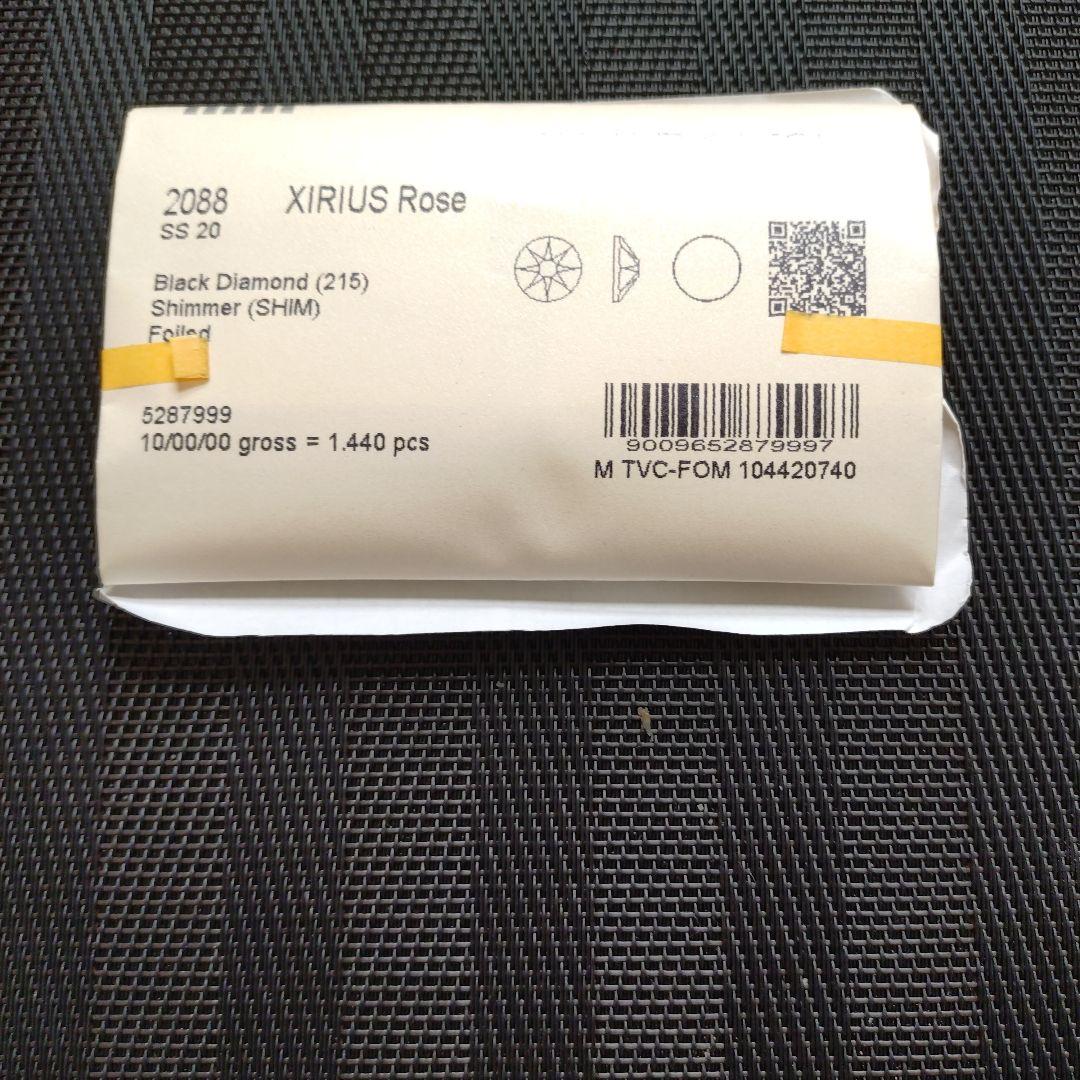 2088 XIRIUS Rose
SS 20
Black Diamond (215)
Shimmer (SHIM)
Foiled
5287999
10/00/00 gross = 1.440 pcs
9009652879997
M TVC-FOM 104420740